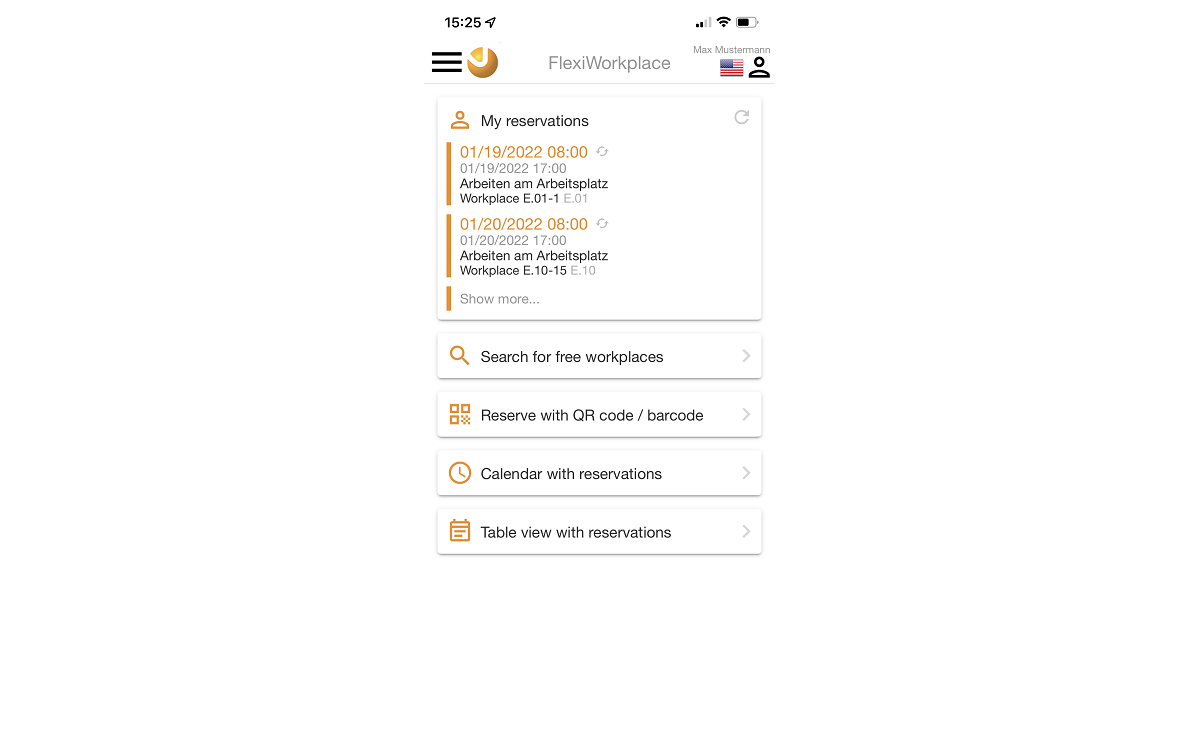 15:25
Max Mustermann
FlexiWorkplace
My reservations
01/19/2022 08:00
01/19/2022 17:00
Arbeiten am Arbeitsplatz
Workplace E.01-1 E.01
01/20/2022 08:00
01/20/2022 17:00
Arbeiten am Arbeitsplatz
Workplace E.10-15 E.10
Show more...
Search for free workplaces
Reserve with QR code / barcode
Calendar with reservations
Table view with reservations